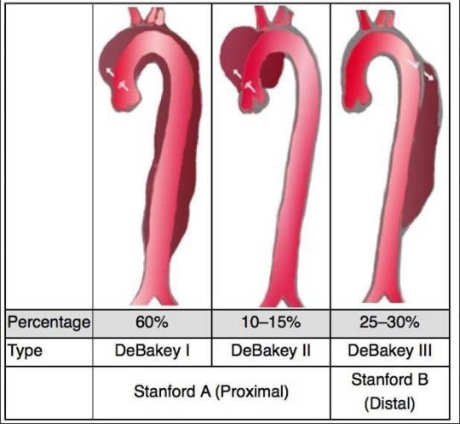 Percentage 60% 10–15% 25–30%
Type DeBakey I DeBakey II DeBakey III
Stanford A (Proximal) Stanford B
(Distal)